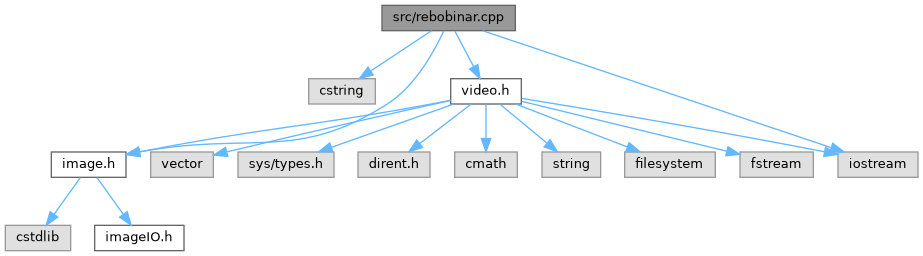 src/rebobinar.cpp
cstring
video.h
image.h
vector
sys/types.h
dirent.h
cmath
string
filesystem
fstream
iostream
cstdlib
imageIO.h